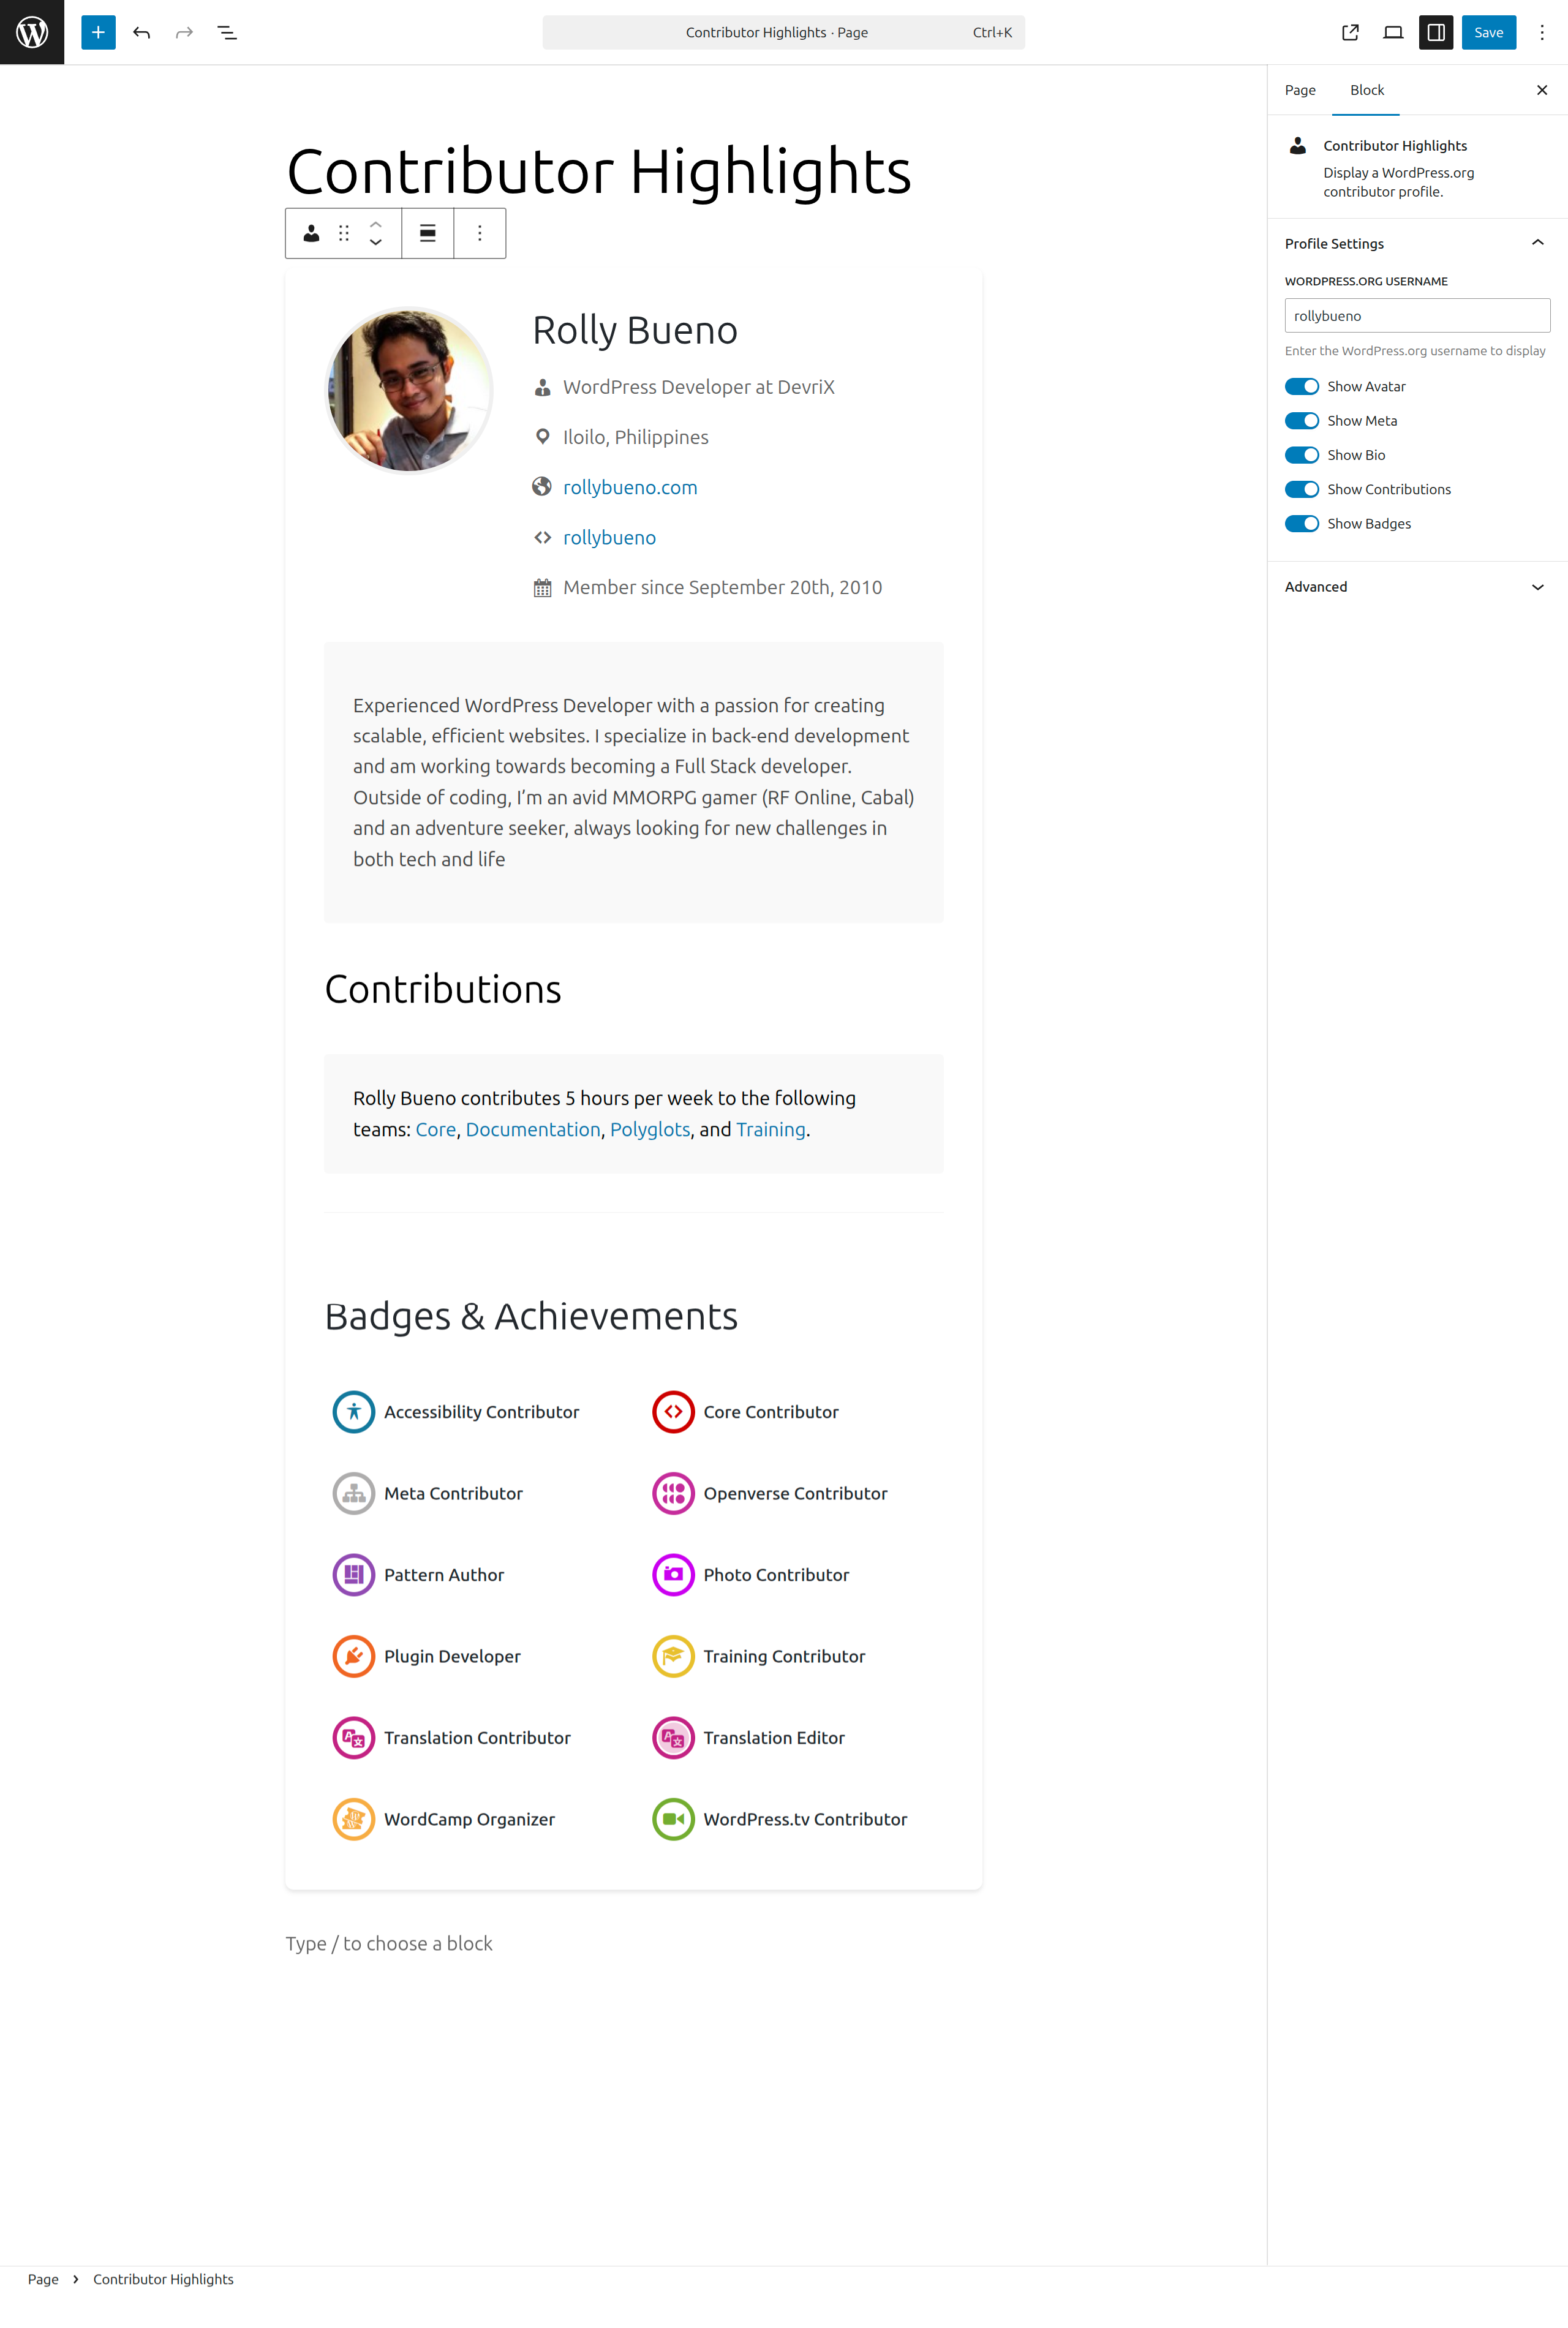 Contributor Highlights · Page Ctrl+K
Save
Page Block
Contributor Highlights
Display a WordPress.org
contributor profile.
Profile Settings
WORDPRESS.ORG USERNAME
rollybueno
Enter the WordPress.org username to display
Show Avatar
Show Meta
Show Bio
Show Contributions
Show Badges
Advanced
Contributor Highlights
Rolly Bueno
WordPress Developer at DevriX
Iloilo, Philippines
rollybueno.com
rollybueno
Member since September 20th, 2010
Experienced WordPress Developer with a passion for creating
scalable, efficient websites. I specialize in back-end development
and am working towards becoming a Full Stack developer.
Outside of coding, I’m an avid MMORPG gamer (RF Online, Cabal)
and an adventure seeker, always looking for new challenges in
both tech and life
Contributions
Rolly Bueno contributes 5 hours per week to the following
teams: Core, Documentation, Polyglots, and Training.
Badges & Achievements
Accessibility Contributor
Core Contributor
Meta Contributor
Openverse Contributor
Pattern Author
Photo Contributor
Plugin Developer
Training Contributor
Translation Contributor
Translation Editor
WordCamp Organizer
WordPress.tv Contributor
Type / to choose a block
Page › Contributor Highlights